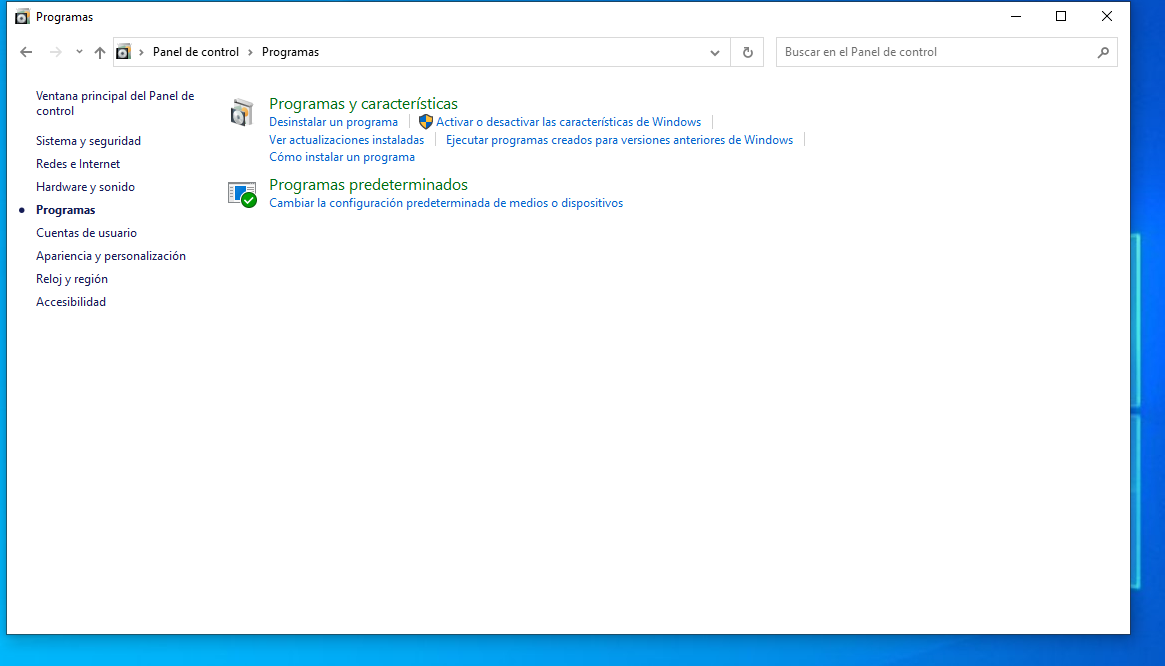 Programas
Panel de control > Programas
Buscar en el Panel de control
Ventana principal del Panel de
control
Sistema y seguridad
Redes e Internet
Hardware y sonido
Programas
Cuentas de usuario
Apariencia y personalización
Reloj y región
Accesibilidad
Programas y características
Desinstalar un programa
Activar o desactivar las características de Windows
Ver actualizaciones instaladas
Ejecutar programas creados para versiones anteriores de Windows
Cómo instalar un programa
Programas predeterminados
Cambiar la configuración predeterminada de medios o dispositivos